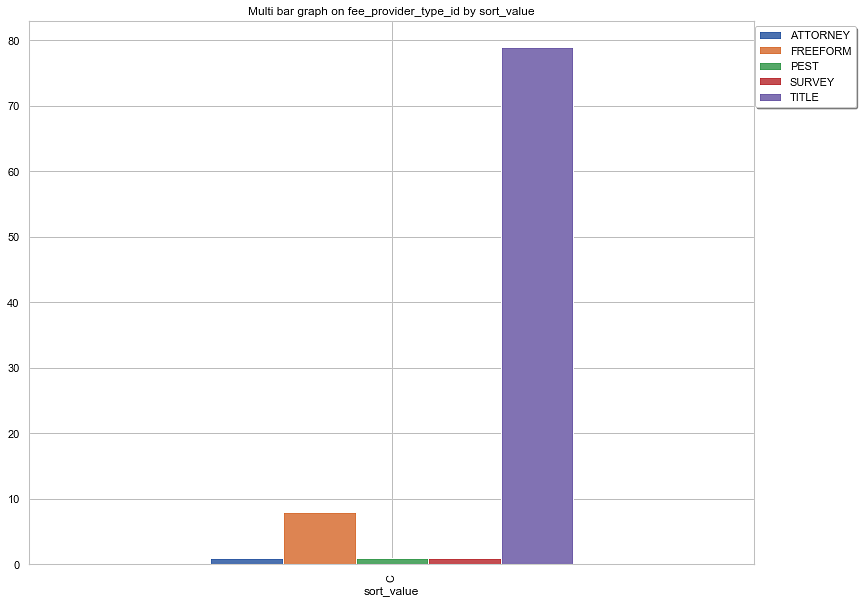 Multi bar graph on fee_provider_type_id by sort_value
80
70
60
50
40
30
20
10
0
C
sort_value
ATTORNEY
FREEFORM
PEST
SURVEY
TITLE